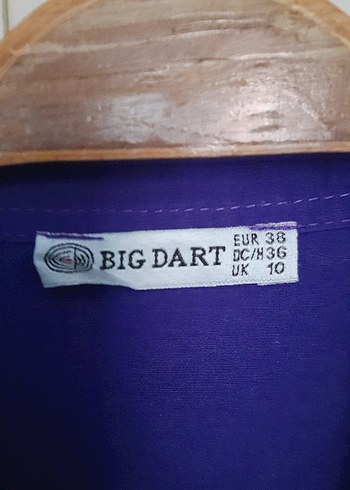 BIG DART
EUR 38
DC/H 36
UK 10